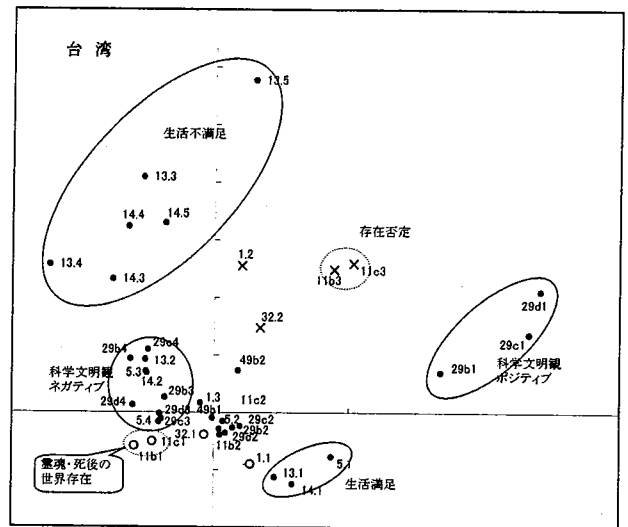 台湾
13.5
生活不満足
13.3
14.4
14.5
存在否定
13.4
14.3
1.2
11b3
11c3
29d1
32.2
29c1
29b4
29c4
13.2
49b2
29b1
科学文明観
ポジティブ
科学文明観
ネガティブ
5.3
14.2
29b3
29d4
1.3
11c2
29d3
49b1
5.4
29c3
5.2
29c2
32.1
29b2
29d2
11b2
11b1
11c1
霊魂・死後の
世界存在
1.1
13.1
5.1
14.1
生活満足